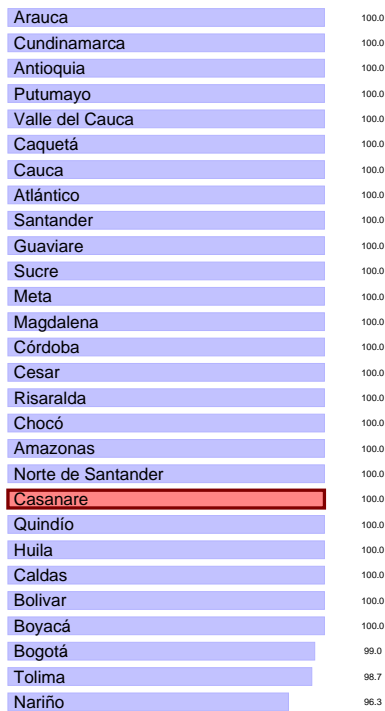 Arauca 100.0
Cundinamarca 100.0
Antioquia 100.0
Putumayo 100.0
Valle del Cauca 100.0
Caquetá 100.0
Cauca 100.0
Atlántico 100.0
Santander 100.0
Guaviare 100.0
Sucre 100.0
Meta 100.0
Magdalena 100.0
Córdoba 100.0
Cesar 100.0
Risaralda 100.0
Chocó 100.0
Amazonas 100.0
Norte de Santander 100.0
Casanare 100.0
Quindío 100.0
Huila 100.0
Caldas 100.0
Bolivar 100.0
Boyacá 100.0
Bogotá 99.0
Tolima 98.7
Nariño 96.3